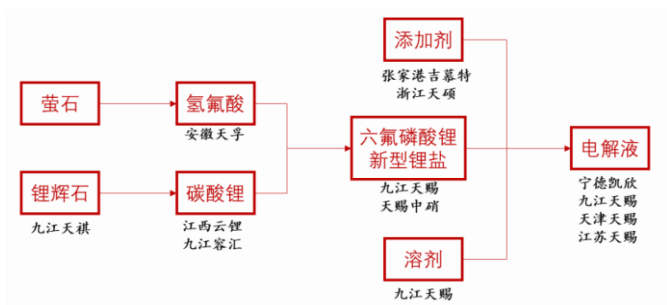 添加剂
张家港吉慕特
浙江天硕
萤石
氢氟酸
安徽天孚
六氟磷酸锂
新型锂盐
九江天赐
天赐中硝
电解液
宁德凯欣
九江天赐
天津天赐
江苏天赐
锂辉石
九江天祺
碳酸锂
江西云锂
九江容汇
溶剂
九江天赐